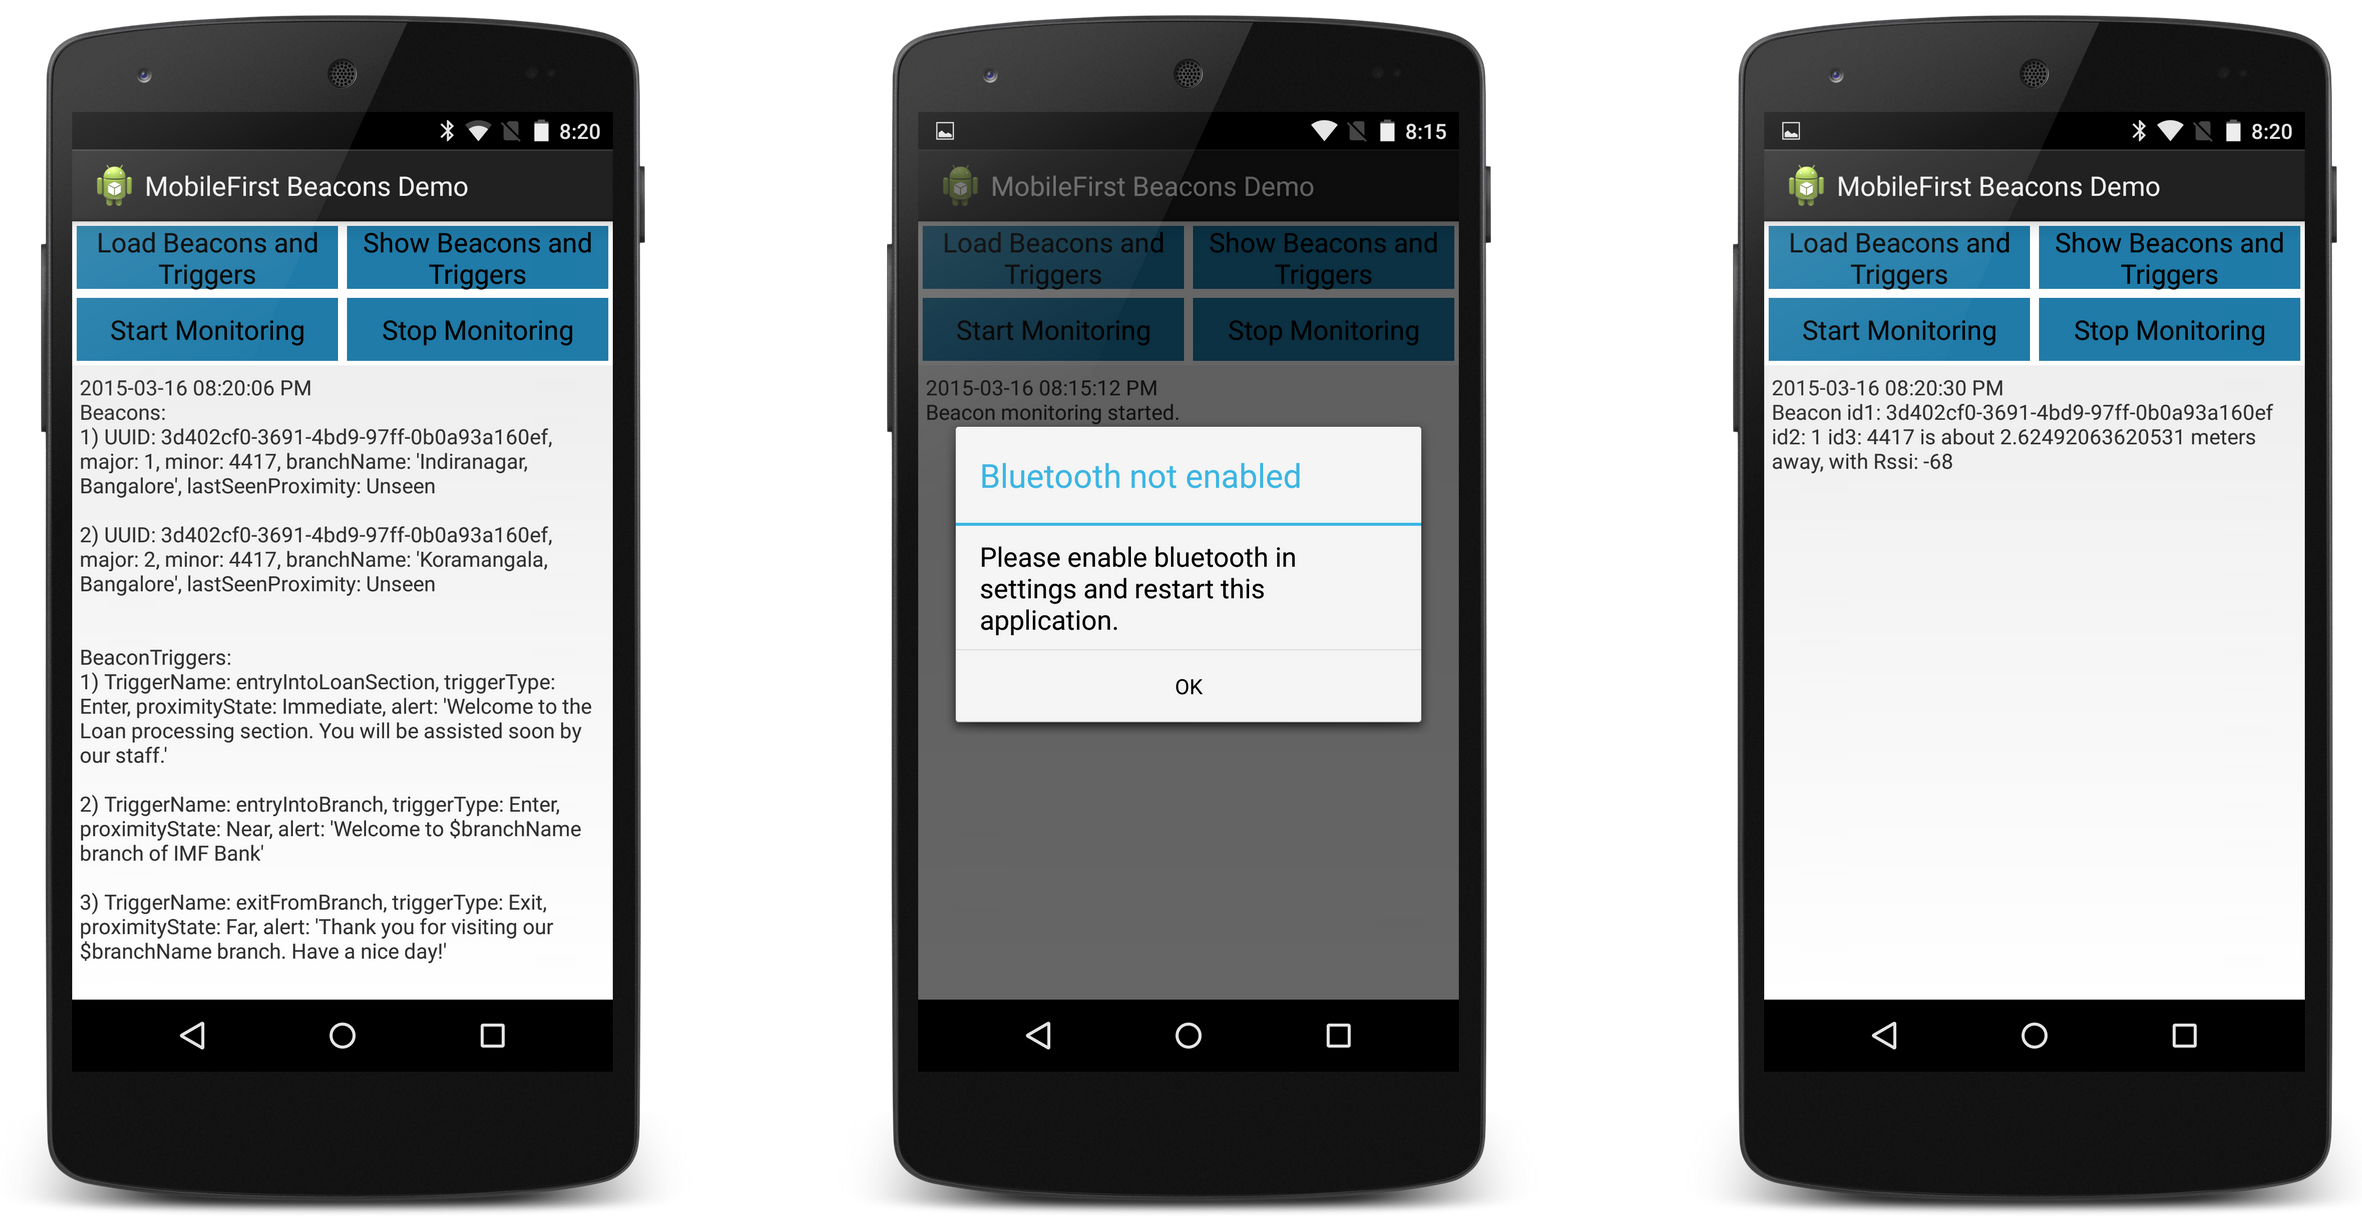 8:20
MobileFirst Beacons Demo
Load Beacons and
Triggers
Show Beacons and
Triggers
Start Monitoring
Stop Monitoring
2015-03-16 08:20:06 PM
Beacons:
1) UUID: 3d402cf0-3691-4bd9-97ff-0b0a93a160ef,
major: 1, minor: 4417, branchName: 'Indiranagar,
Bangalore', lastSeenProximity: Unseen
2) UUID: 3d402cf0-3691-4bd9-97ff-0b0a93a160ef,
major: 2, minor: 4417, branchName: 'Koramangala,
Bangalore', lastSeenProximity: Unseen
BeaconTriggers:
1) TriggerName: entryIntoLoanSection, triggerType:
Enter, proximityState: Immediate, alert: 'Welcome to the
Loan processing section. You will be assisted soon by
our staff.'
2) TriggerName: entryIntoBranch, triggerType: Enter,
proximityState: Near, alert: 'Welcome to $branchName
branch of IMF Bank'
3) TriggerName: exitFromBranch, triggerType: Exit,
proximityState: Far, alert: 'Thank you for visiting our
$branchName branch. Have a nice day!'
8:15
MobileFirst Beacons Demo
Load Beacons and
Triggers
Show Beacons and
Triggers
Start Monitoring
Stop Monitoring
2015-03-16 08:15:12 PM
Beacon monitoring started.
Bluetooth not enabled
Please enable bluetooth in
settings and restart this
application.
OK
8:20
MobileFirst Beacons Demo
Load Beacons and
Triggers
Show Beacons and
Triggers
Start Monitoring
Stop Monitoring
2015-03-16 08:20:30 PM
Beacon id1: 3d402cf0-3691-4bd9-97ff-0b0a93a160ef
id2: 1 id3: 4417 is about 2.62492063620531 meters
away, with Rssi: -68